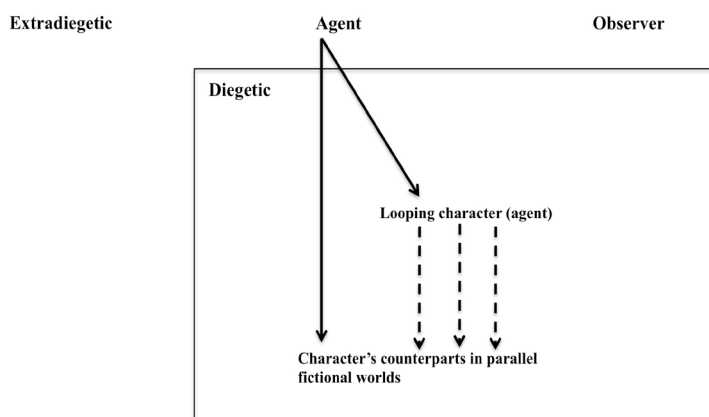 Extradiegetic Agent Observer
Diegetic
Looping character (agent)
Character’s counterparts in parallel
fictional worlds